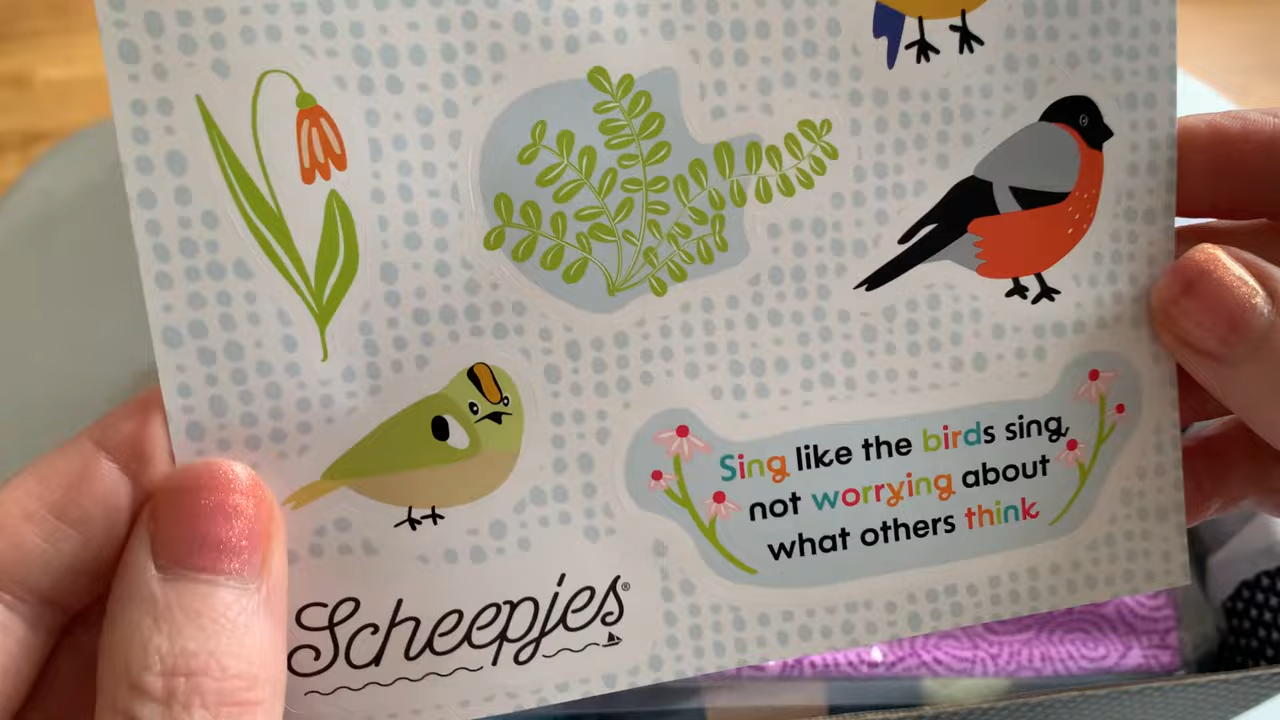 Sing like the birds sing,
not worrying about
what others think
Scheepjes®